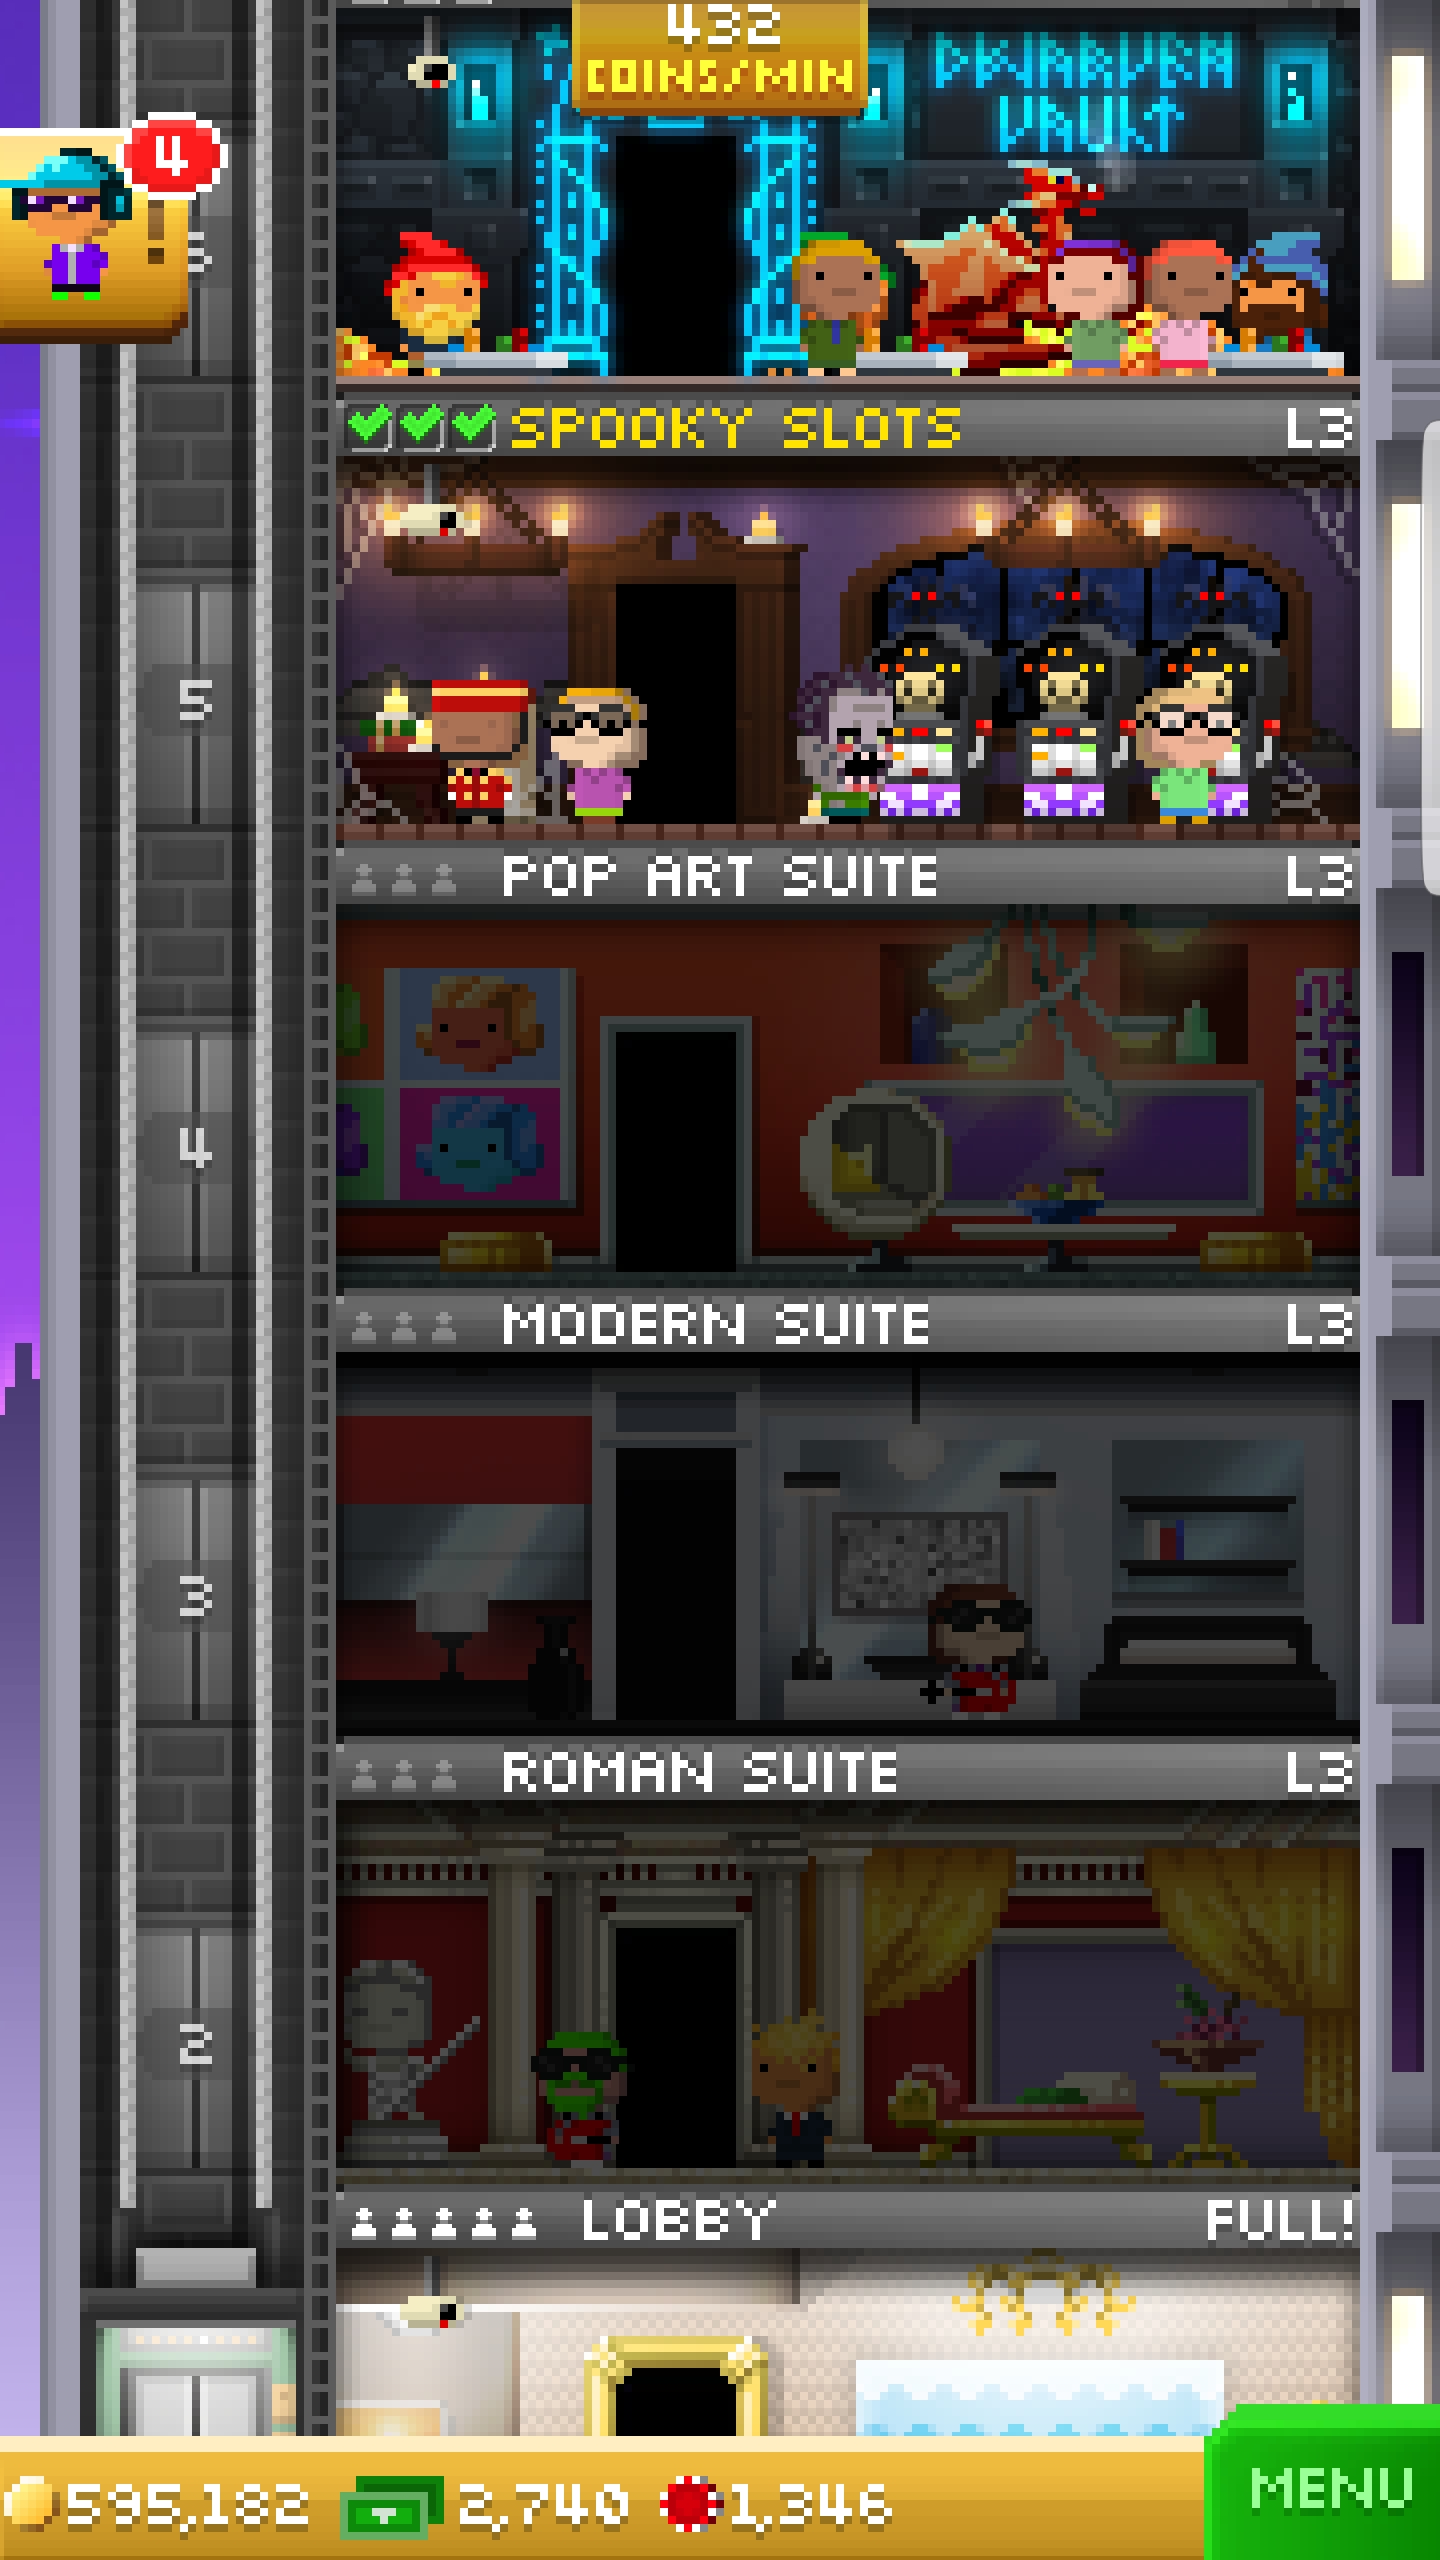 432
COINS/MIN
DWARVEN
VAULT
4
!
SPOOKY SLOTS L3
5
POP ART SUITE L3
4
MODERN SUITE L3
3
ROMAN SUITE L3
2
LOBBY FULL!
595,182 2,740 1,346 MENU